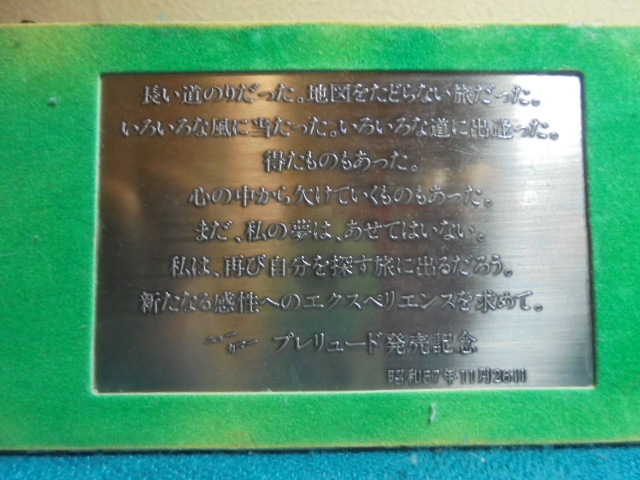 長い道のりだった。地図をたどらない旅だった。
いろいろな風に当たった。いろいろな道に出逢った。
得たものもあった。
心の中から欠けていくものもあった。
まだ、私の夢は、あせてはいない。
私は、再び自分を探す旅に出るだろう。
新たなる感性へのエクスペリエンスを求めて。
プレリュード発売記念
昭和57年11月26日